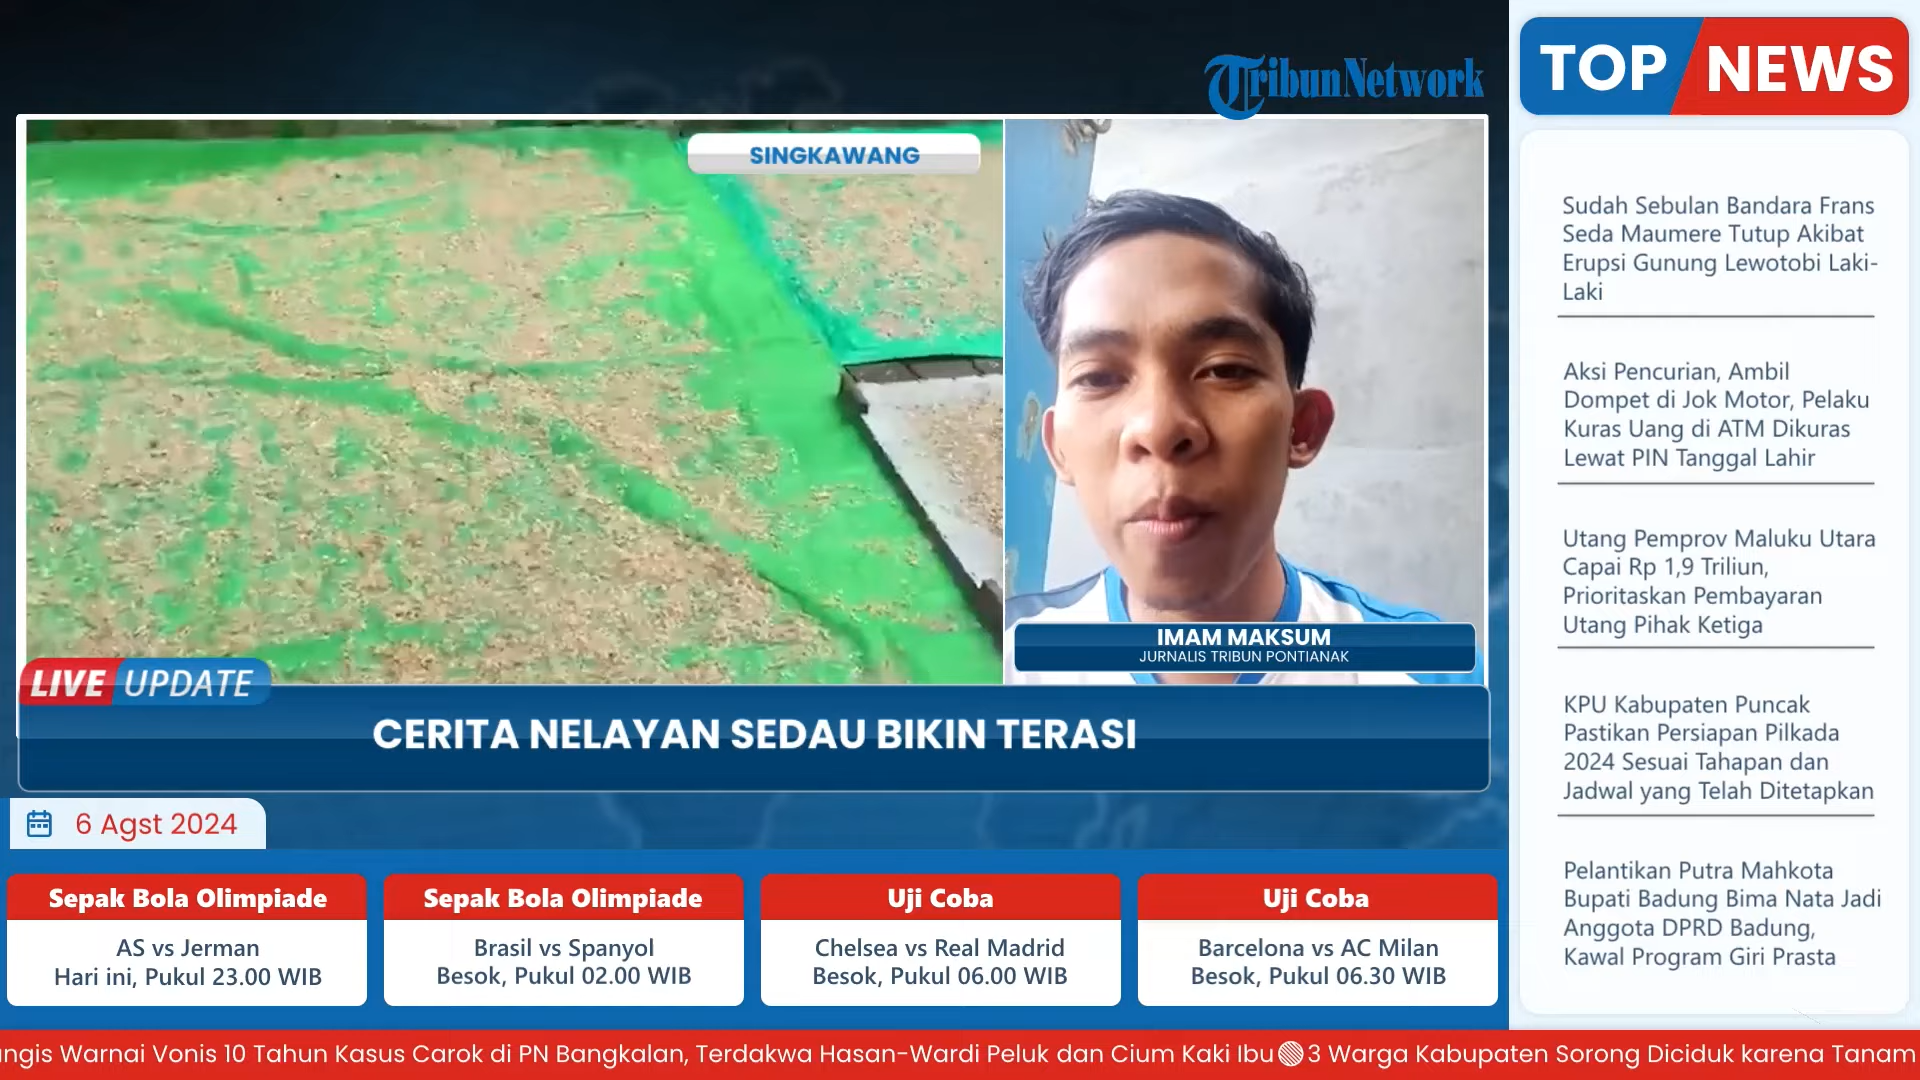 TribunNetwork
TOP NEWS
SINGKAWANG
IMAM MAKSUM
JURNALIS TRIBUN PONTIANAK
LIVE UPDATE
CERITA NELAYAN SEDAU BIKIN TERASI
6 Agst 2024
Sepak Bola Olimpiade
AS vs Jerman
Hari ini, Pukul 23.00 WIB
Sepak Bola Olimpiade
Brasil vs Spanyol
Besok, Pukul 02.00 WIB
Uji Coba
Chelsea vs Real Madrid
Besok, Pukul 06.00 WIB
Uji Coba
Barcelona vs AC Milan
Besok, Pukul 06.30 WIB
Sudah Sebulan Bandara Frans
Seda Maumere Tutup Akibat
Erupsi Gunung Lewotobi Laki-
Laki
Aksi Pencurian, Ambil
Dompet di Jok Motor, Pelaku
Kuras Uang di ATM Dikuras
Lewat PIN Tanggal Lahir
Utang Pemprov Maluku Utara
Capai Rp 1,9 Triliun,
Prioritaskan Pembayaran
Utang Pihak Ketiga
KPU Kabupaten Puncak
Pastikan Persiapan Pilkada
2024 Sesuai Tahapan dan
Jadwal yang Telah Ditetapkan
Pelantikan Putra Mahkota
Bupati Badung Bima Nata Jadi
Anggota DPRD Badung,
Kawal Program Giri Prasta
ngis Warnai Vonis 10 Tahun Kasus Carok di PN Bangkalan, Terdakwa Hasan-Wardi Peluk dan Cium Kaki Ibu 3 Warga Kabupaten Sorong Diciduk karena Tanam